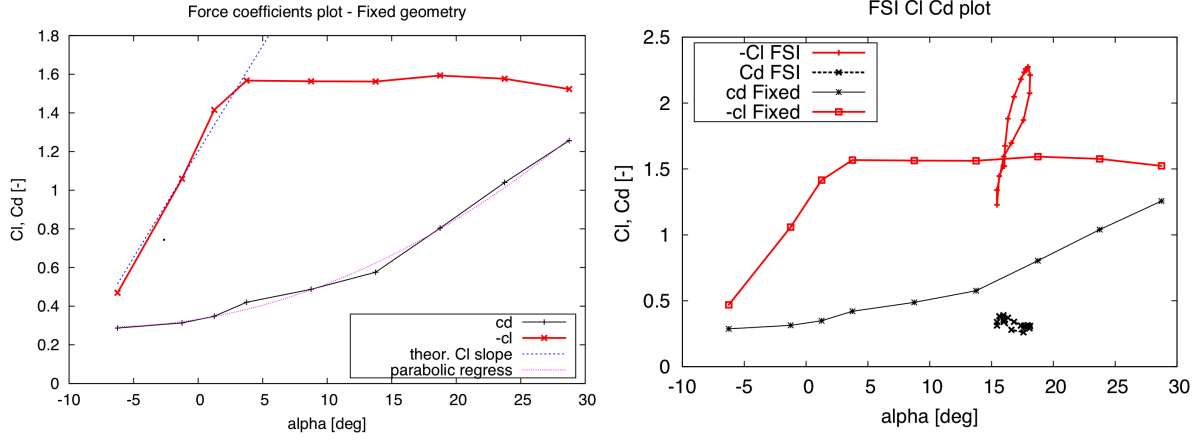 Force coefficients plot - Fixed geometry
1.8
1.6
1.4
1.2
1
0.8
0.6
0.4
0.2
0
Cl, Cd [-]
-10
-5
0
5
10
15
20
25
30
alpha [deg]
cd
-cl
theor. Cl slope
parabolic regress
FSI Cl Cd plot
2.5
2
1.5
1
0.5
0
Cl, Cd [-]
-10
-5
0
5
10
15
20
25
30
alpha [deg]
-Cl FSI
Cd FSI
cd Fixed
-cl Fixed